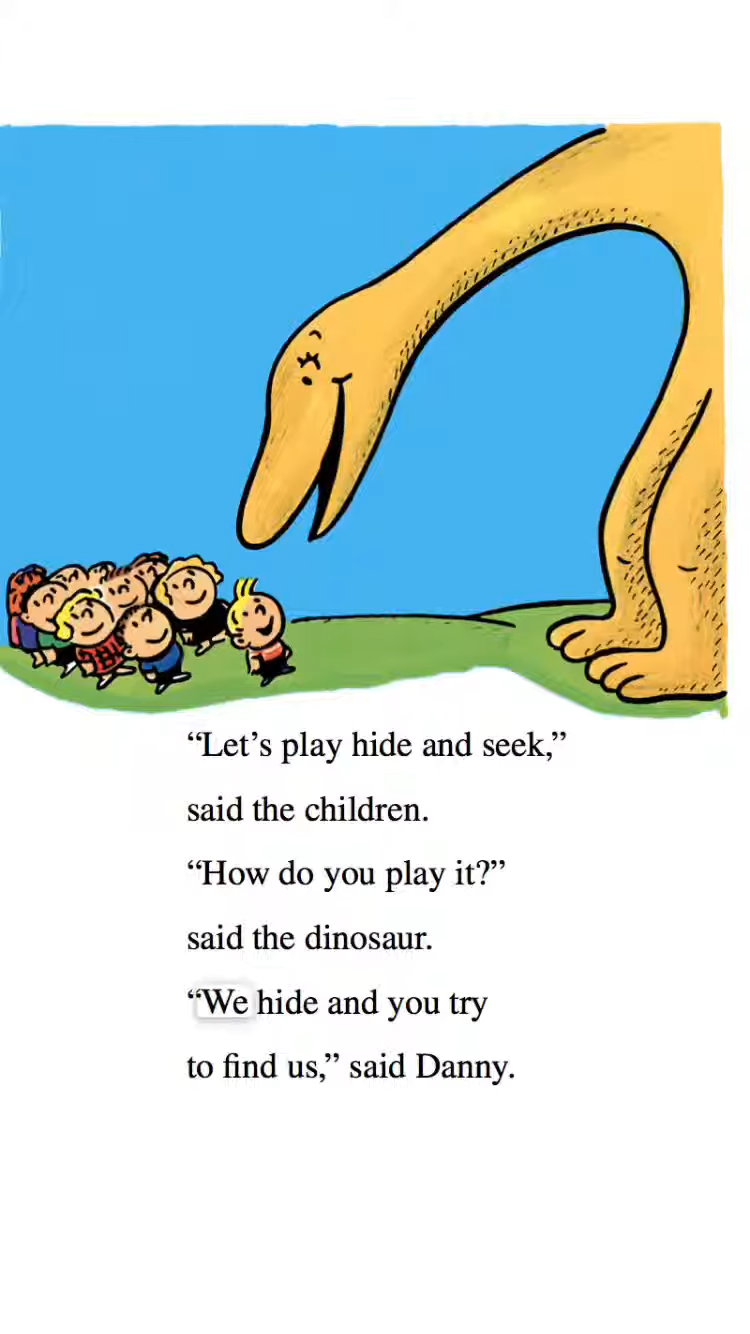 “Let’s play hide and seek,”
said the children.
“How do you play it?”
said the dinosaur.
“We hide and you try
to find us,” said Danny.